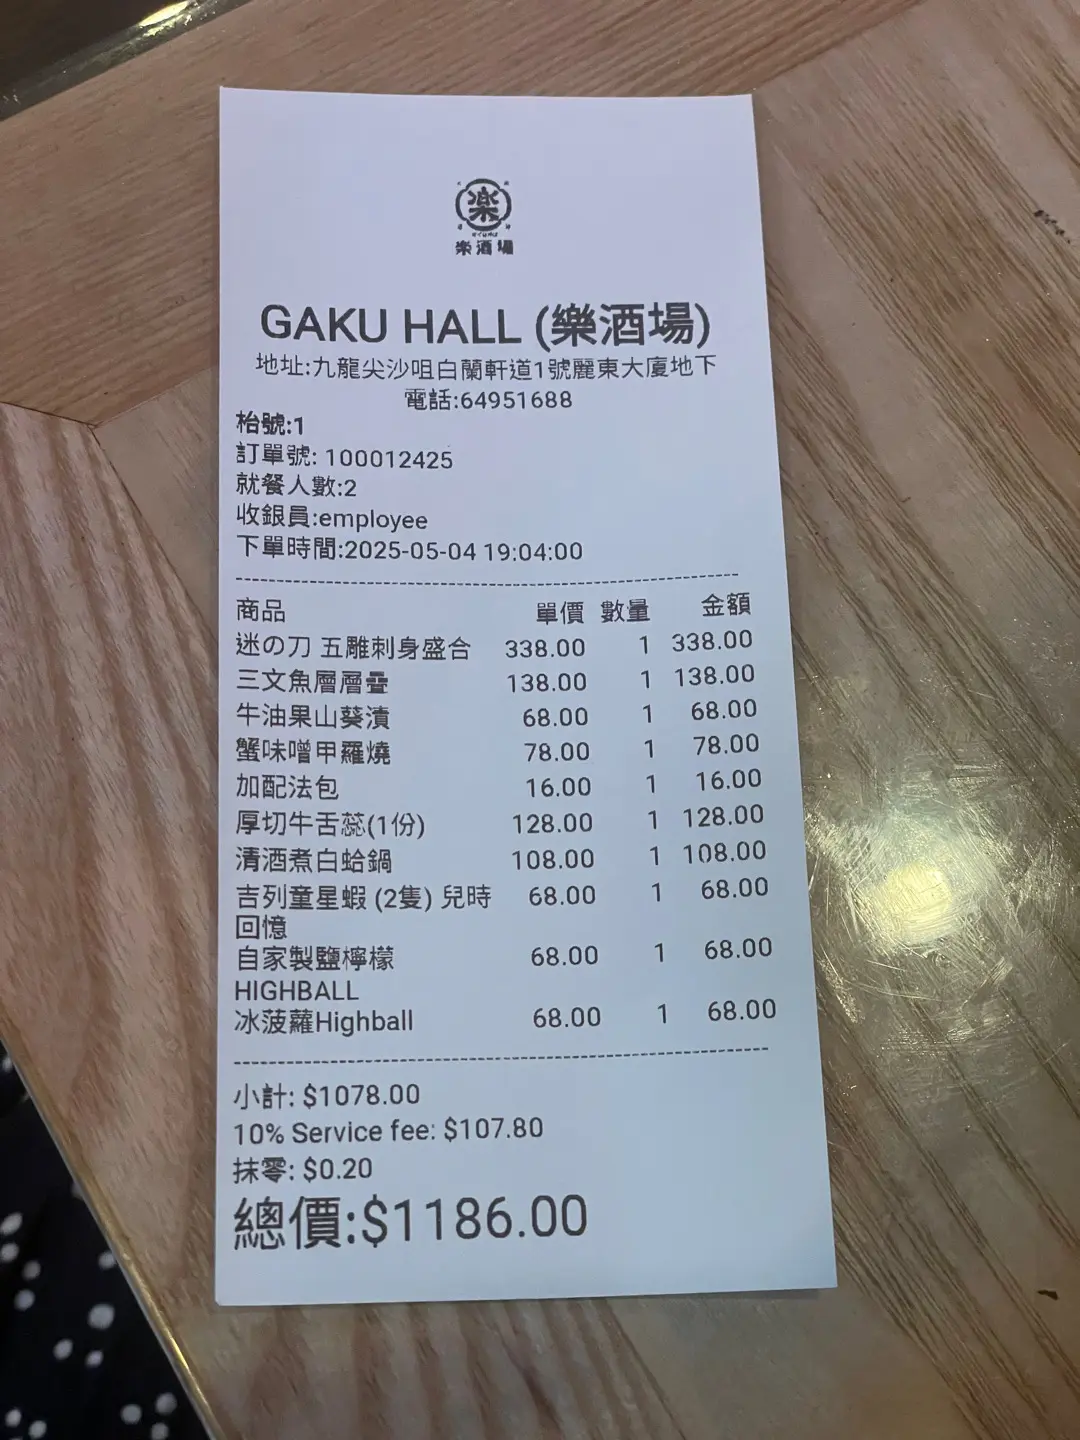 楽
楽酒場
GAKU HALL (樂酒場)
地址:九龍尖沙咀白蘭軒道1號麗東大廈地下
電話:64951688
枱號:1
訂單號: 100012425
就餐人數:2
收銀員:employee
下單時間:2025-05-04 19:04:00
商品 單價 數量 金額
迷の刀 五雕刺身盛合 338.00 1 338.00
三文魚層層疊 138.00 1 138.00
牛油果山葵漬 68.00 1 68.00
蟹味噌甲羅燒 78.00 1 78.00
加配法包 16.00 1 16.00
厚切牛舌蕊(1份) 128.00 1 128.00
清酒煮白蛤鍋 108.00 1 108.00
吉列童星蝦 (2隻) 兒時 68.00 1 68.00
回憶
自家製鹽檸檬 68.00 1 68.00
HIGHBALL
冰菠蘿Highball 68.00 1 68.00
小計: $1078.00
10% Service fee: $107.80
抹零: $0.20
總價:$1186.00